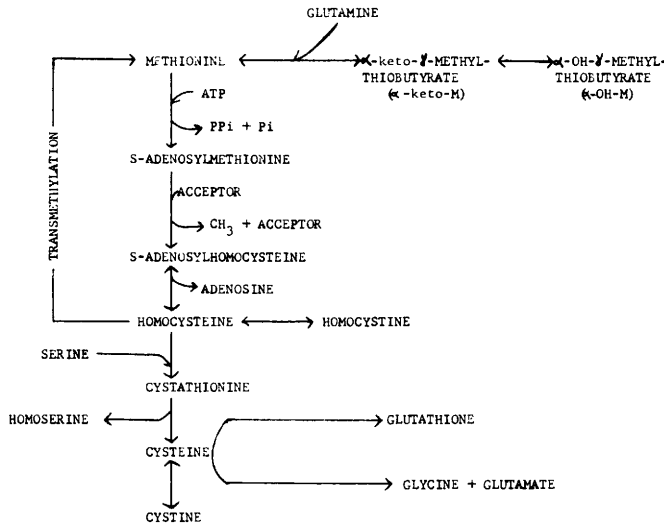 GLUTAMINE
METHIONINE
α-keto-γ-METHYL-
THIOBUTYRATE
(α-keto-M)
α-OH-γ-METHYL-
THIOBUTYRATE
(α-OH-M)
ATP
PPi + Pi
S-ADENOSYLMETHIONINE
TRANSMETHYLATION
ACCEPTOR
CH3 + ACCEPTOR
S-ADENOSYLHOMOCYSTEINE
ADENOSINE
HOMOCYSTEINE
HOMOCYSTINE
SERINE
CYSTATHIONINE
HOMOSERINE
GLUTATHIONE
CYSTEINE
GLYCINE + GLUTAMATE
CYSTINE